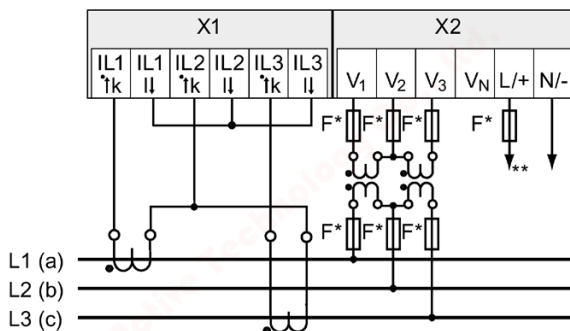 X1 X2
IL1 IL1 IL2 IL2 IL3 IL3
k l k l k l V₁ V₂ V₃ VN L/+ N/-
F* F* F* F*
**
F* F* F*
L1 (a)
L2 (b)
L3 (c)